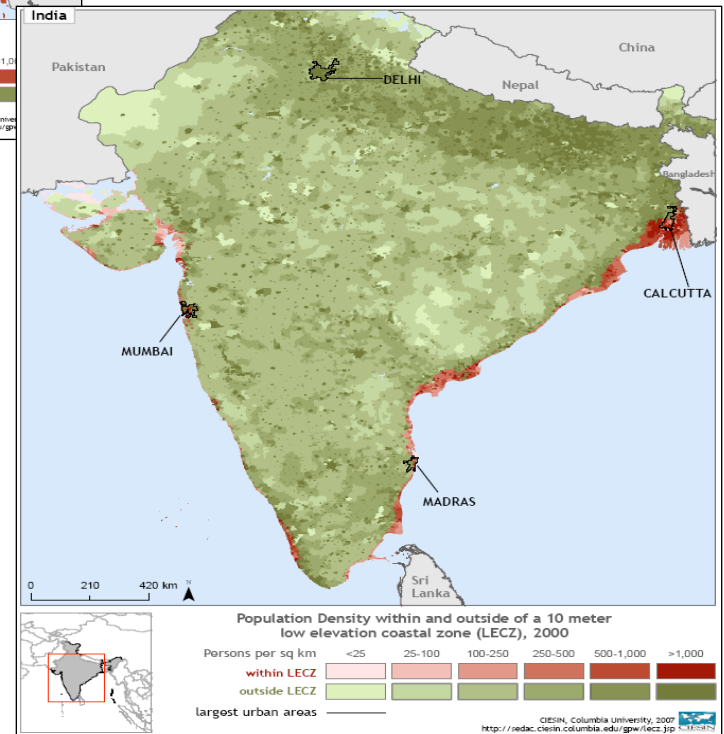 India
China
Pakistan
DELHI
Nepal
Bangladesh
CALCUTTA
MUMBAI
MADRAS
Sri
Lanka
0 210 420 km
N
Population Density within and outside of a 10 meter
low elevation coastal zone (LECZ), 2000
Persons per sq km <25 25-100 100-250 250-500 500-1,000 >1,000
within LECZ
outside LECZ
largest urban areas
CIESIN, Columbia University, 2007
http://sedac.ciesin.columbia.edu/gpw/lecz.jsp
CIESIN